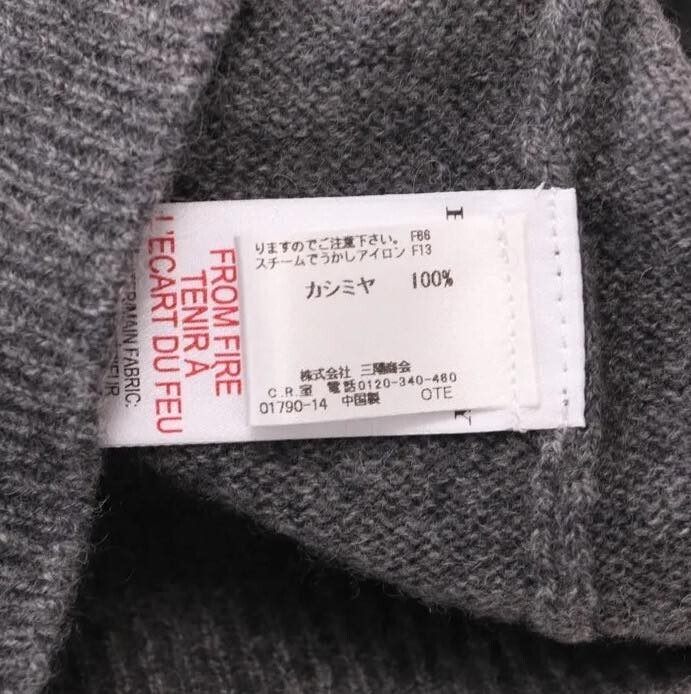 りますのでご注意下さい。 F66
スチームでうかしアイロン F13
カシミヤ 100%
株式会社 三陽商会
C.R.室 電話0120-340-460
01790-14 中国製 OTE
FROM FIRE
TENIR À
L'ÉCART DU FEU
MAIN FABRIC: